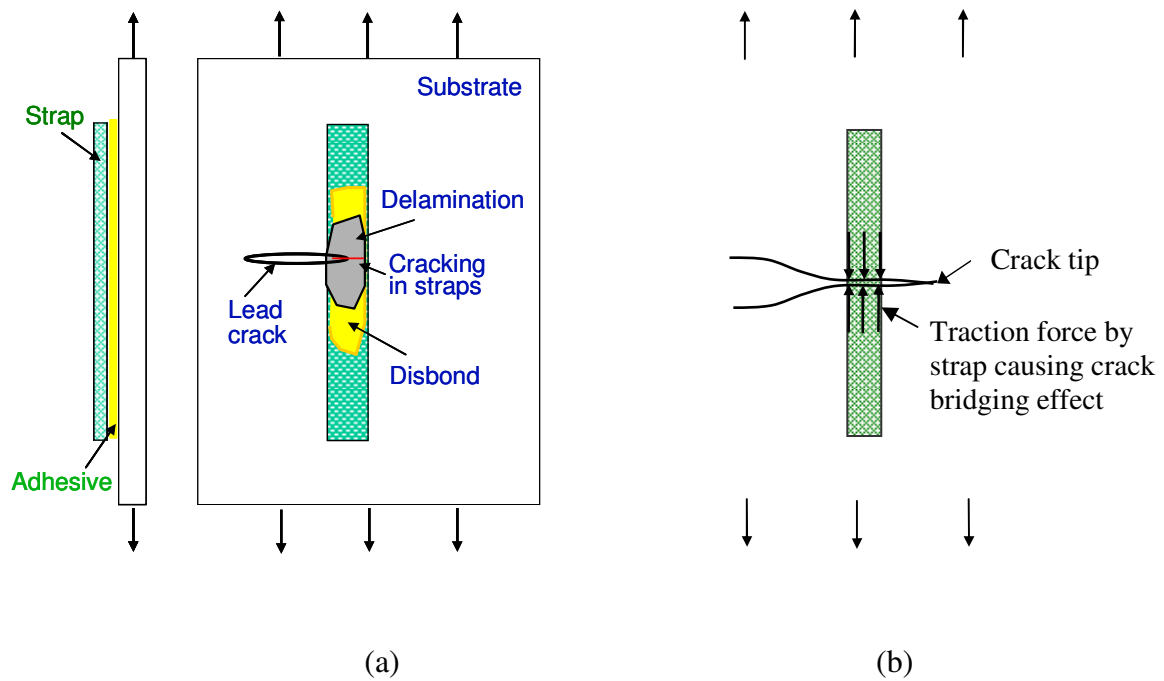 Substrate
Strap
Delamination
Cracking
in straps
Lead
crack
Disbond
Adhesive
Crack tip
Traction force by
strap causing crack
bridging effect
(a)
(b)